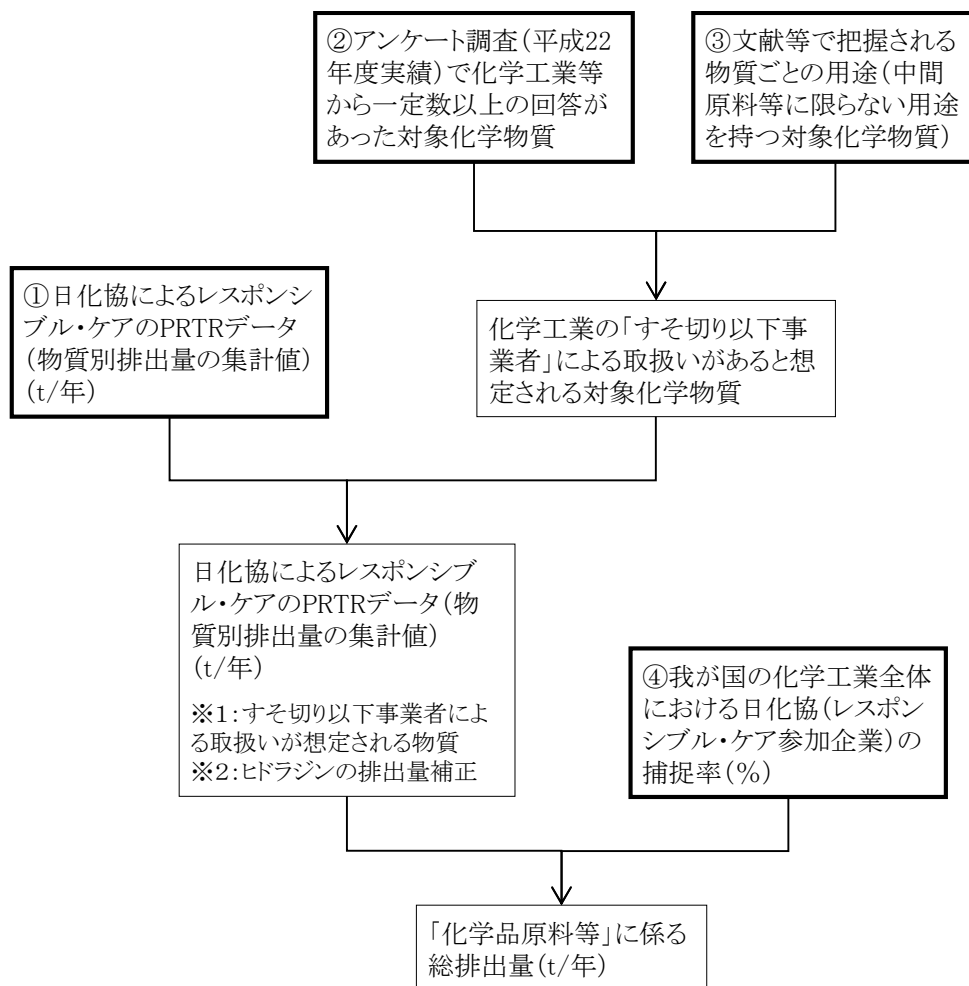 ②アンケート調査(平成22
年度実績)で化学工業等
から一定数以上の回答が
あった対象化学物質
③文献等で把握される
物質ごとの用途(中間
原料等に限らない用途
を持つ対象化学物質)
①日化協によるレスポンシ
ブル・ケアのPRTRデータ
(物質別排出量の集計値)
(t/年)
化学工業の「すそ切り以下事
業者」による取扱いがあると想
定される対象化学物質
日化協によるレスポンシブ
ル・ケアのPRTRデータ(物
質別排出量の集計値)
(t/年)
※1:すそ切り以下事業者によ
る取扱いが想定される物質
※2:ヒドラジンの排出量補正
④我が国の化学工業全体
における日化協(レスポン
シブル・ケア参加企業)の
捕捉率(%)
「化学品原料等」に係る
総排出量(t/年)